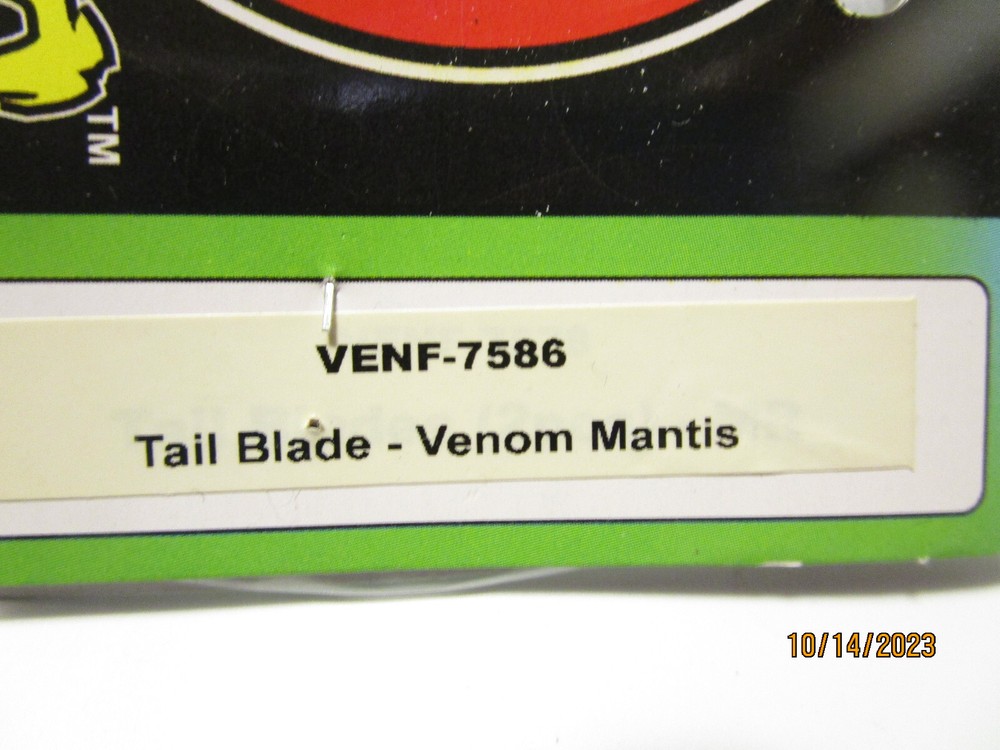 TM
VENF-7586
Tail Blade - Venom Mantis
10/14/2023